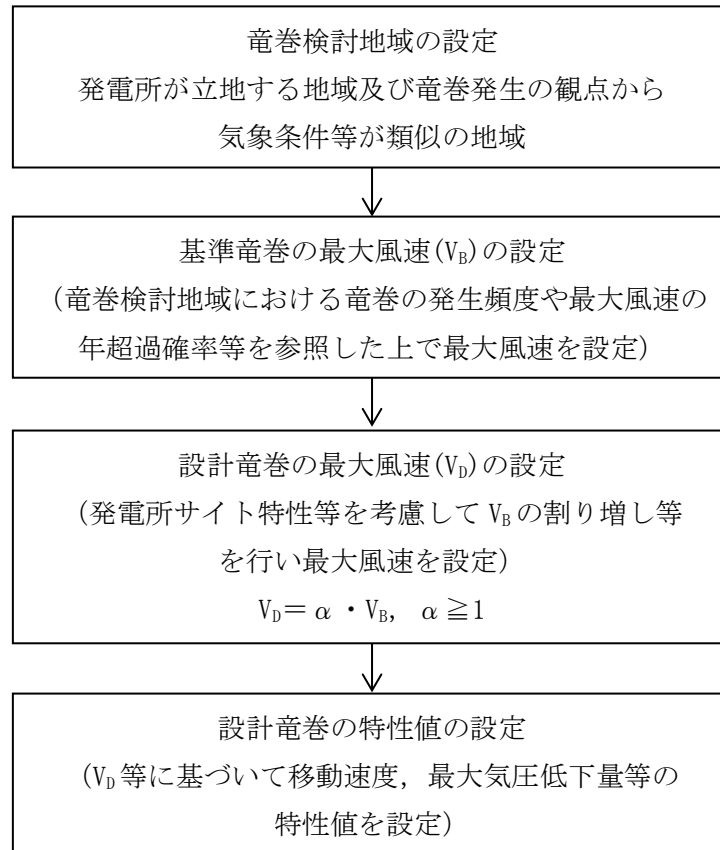 竜巻検討地域の設定
発電所が立地する地域及び竜巻発生の観点から
気象条件等が類似の地域
基準竜巻の最大風速(V_B)の設定
(竜巻検討地域における竜巻の発生頻度や最大風速の
年超過確率等を参照した上で最大風速を設定)
設計竜巻の最大風速(V_D)の設定
(発電所サイト特性等を考慮して V_B の割り増し等
を行い最大風速を設定)
V_D＝α・V_B, α≧1
設計竜巻の特性値の設定
(V_D 等に基づいて移動速度，最大気圧低下量等の
特性値を設定)